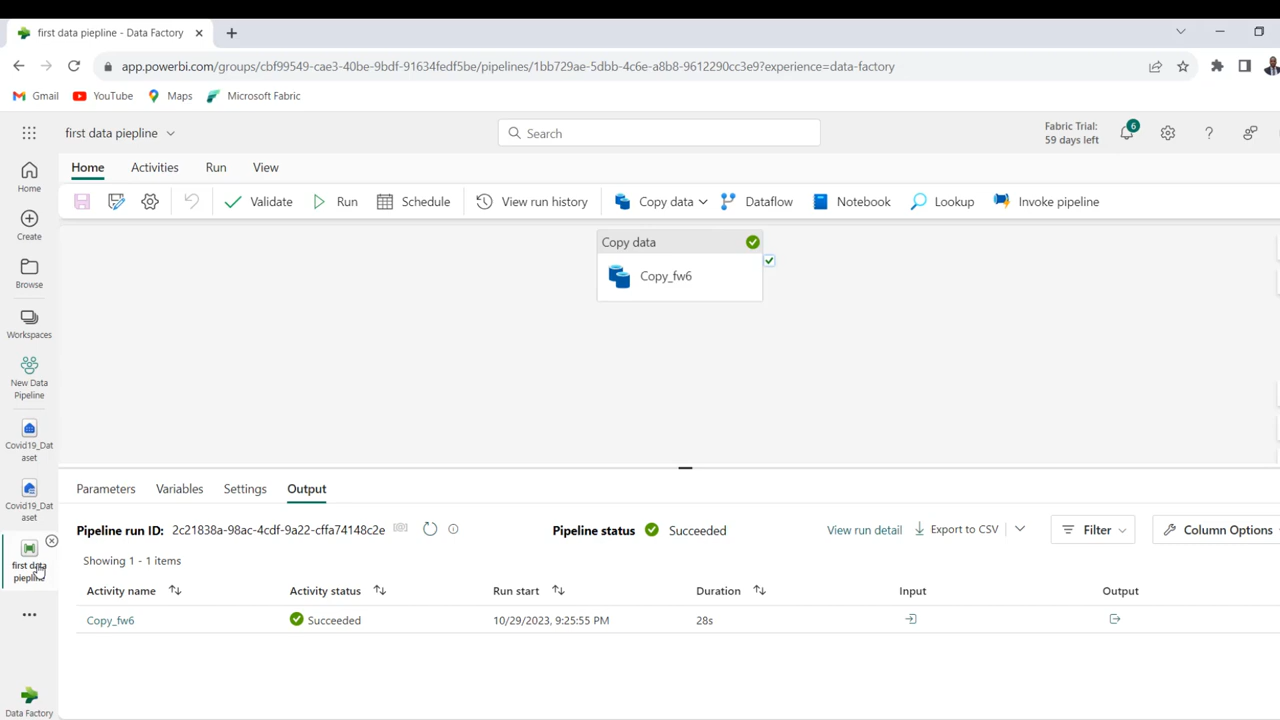 first data piepline - Data Factory
app.powerbi.com/groups/cbf99549-cae3-40be-9bdf-91634fedf5be/pipelines/1bb729ae-5dbb-4c6e-a8b8-9612290cc3e9?experience=data-factory
Gmail YouTube Maps Microsoft Fabric
first data piepline Search Fabric Trial: 59 days left 6
Home Activities Run View
Validate Run Schedule View run history Copy data Dataflow Notebook Lookup Invoke pipeline
Home
Create
Browse
Workspaces
New Data
Pipeline
Covid19_Dat
aset
Covid19_Dat
aset
first data
piepline
Data Factory
Copy data
Copy_fw6
Parameters Variables Settings Output
Pipeline run ID: 2c21838a-98ac-4cdf-9a22-cffa74148c2e Pipeline status Succeeded View run detail Export to CSV Filter Column Options
Showing 1 - 1 items
Activity name Activity status Run start Duration Input Output
Copy_fw6 Succeeded 10/29/2023, 9:25:55 PM 28s